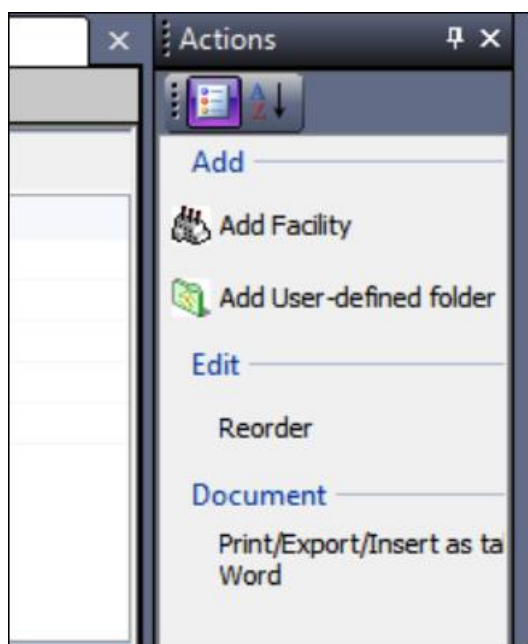 Actions
Add
Add Facility
Add User-defined folder
Edit
Reorder
Document
Print/Export/Insert as ta
Word